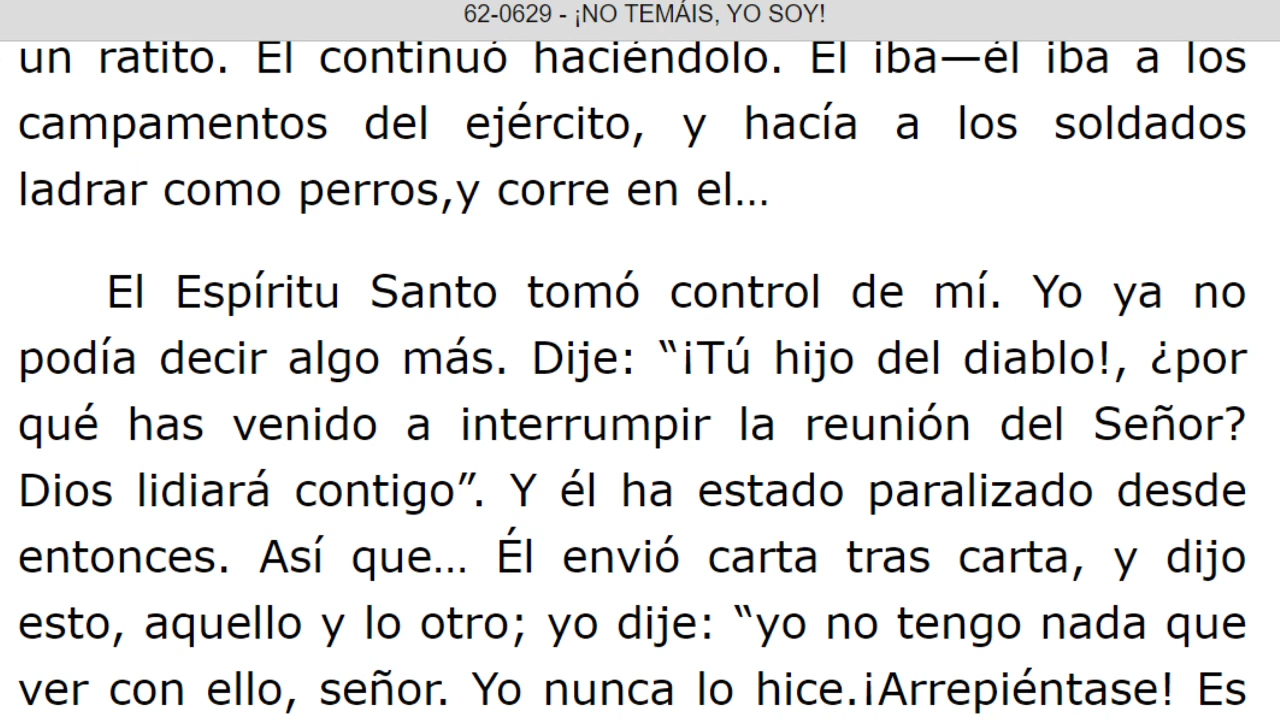 62-0629 - ¡NO TEMÁIS, YO SOY!
un ratito. Él continuó haciéndolo. Él iba—él iba a los
campamentos del ejército, y hacía a los soldados
ladrar como perros,y corre en el…
El Espíritu Santo tomó control de mí. Yo ya no
podía decir algo más. Dije: “¡Tú hijo del diablo!, ¿por
qué has venido a interrumpir la reunión del Señor?
Dios lidiará contigo”. Y él ha estado paralizado desde
entonces. Así que… Él envió carta tras carta, y dijo
esto, aquello y lo otro; yo dije: “yo no tengo nada que
ver con ello, señor. Yo nunca lo hice.¡Arrepiéntase! Es